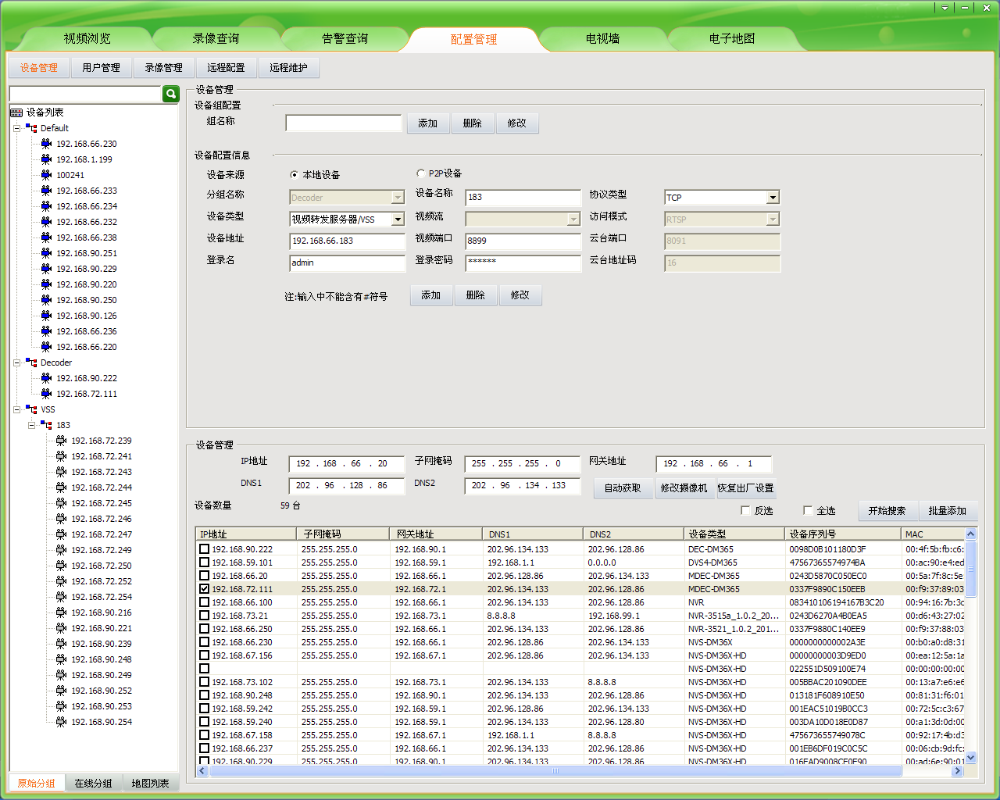 视频浏览 录像查询 告警查询 配置管理 电视墙 电子地图
设备管理 用户管理 录像管理 远程配置 远程维护
设备列表
Default
192.168.66.230
192.168.1.199
100241
192.168.66.233
192.168.66.234
192.168.66.232
192.168.66.238
192.168.90.251
192.168.90.229
192.168.90.220
192.168.90.250
192.168.90.126
192.168.66.236
192.168.66.220
Decoder
192.168.90.222
192.168.72.111
VSS
183
192.168.72.239
192.168.72.241
192.168.72.243
192.168.72.244
192.168.72.245
192.168.72.246
192.168.72.247
192.168.72.249
192.168.72.250
192.168.72.252
192.168.72.254
192.168.90.216
192.168.90.221
192.168.90.239
192.168.90.248
192.168.90.249
192.168.90.252
192.168.90.253
192.168.90.254
原始分组 在线分组 地图列表
设备管理
设备组配置
组名称 添加 删除 修改
设备配置信息
设备来源 本地设备 P2P设备
分组名称 Decoder 设备名称 183 协议类型 TCP
设备类型 视频转发服务器/VSS 视频流 访问模式 RTSP
设备地址 192.168.66.183 视频端口 8899 云台端口 8091
登录名 admin 登录密码 ****** 云台地址码 16
注:输入中不能含有#符号 添加 删除 修改
设备管理
IP地址 192 . 168 . 66 . 20 子网掩码 255 . 255 . 255 . 0 网关地址 192 . 168 . 66 . 1
DNS1 202 . 96 . 128 . 86 DNS2 202 . 96 . 134 . 133 自动获取 修改摄像机 恢复出厂设置
设备数量 59 台 反选 全选 开始搜索 批量添加
IP地址 子网掩码 网关地址 DNS1 DNS2 设备类型 设备序列号 MAC
192.168.90.222 255.255.255.0 192.168.90.1 202.96.134.133 202.96.128.86 DEC-DM365 0098D0B101180D3F 00:4f:5b:fb:c6:
192.168.59.101 255.255.255.0 192.168.59.1 192.168.1.1 0.0.0.0 DVS4-DM365 47567365574974BA 00:ac:90:e4:ed
192.168.66.20 255.255.255.0 192.168.66.1 202.96.128.86 202.96.134.133 MDEC-DM365 0243D5870C050EC0 00:5a:7f:8c:5e
192.168.72.111 255.255.255.0 192.168.72.1 202.96.134.133 202.96.128.86 MDEC-DM365 0337F9890C150EEB 00:f9:37:89:03
192.168.66.100 255.255.255.0 192.168.66.1 202.96.134.133 202.96.128.86 NVR 083410106194167B3C20 00:94:16:7b:3c
192.168.73.21 255.255.255.0 192.168.73.1 8.8.8.8 192.168.99.1 NVR-3515a_1.0.2_20... 0243D6270A4B0EA5 00:d6:43:27:02
192.168.66.250 255.255.255.0 192.168.66.1 202.96.134.133 202.96.128.86 NVR-3521_1.0.2_201... 0337F9880C140EE9 00:f9:37:88:03
192.168.66.230 255.255.255.0 192.168.66.1 202.96.134.133 202.96.128.86 NVS-DM36X 0000000000002A3E 00:b0:a0:d8:31
192.168.67.156 255.255.255.0 192.168.67.1 202.96.128.86 202.96.134.133 NVS-DM36X-HD 00000000003D9ED0 00:ea:12:5a:1a
NVS-DM36X-HD 022551D509100E74 00:00:00:00:00
192.168.73.102 255.255.255.0 192.168.73.1 202.96.134.133 8.8.8.8 NVS-DM36X-HD 005BBAC201090DEE 00:13:a7:e6:e6
192.168.90.248 255.255.255.0 192.168.90.1 202.96.134.133 202.96.128.86 NVS-DM36X-HD 013181F608910E50 00:81:31:f6:01
192.168.59.242 255.255.255.0 192.168.59.1 202.96.128.86 202.96.134.133 NVS-DM36X-HD 001EAC51019B0CC3 00:72:5c:c3:67
192.168.59.240 255.255.255.0 192.168.59.1 202.96.134.133 202.96.128.80 NVS-DM36X-HD 003DA10D018E0D87 00:a1:3d:0d:00
192.168.67.158 255.255.255.0 192.168.67.1 192.168.1.1 8.8.8.8 NVS-DM36X-HD 475673655749078C 00:92:17:4b:d3
192.168.66.237 255.255.255.0 192.168.66.1 202.96.134.133 202.96.128.86 NVS-DM36X-HD 001EB6DF019C0C5C 00:06:cb:9d:fc:
192.168.90.229 255.255.255.0 192.168.90.1 202.96.134.133 202.96.128.86 NVS-DM36X-HD 016EAD9008CE0E90 00:ad:6e:90:01